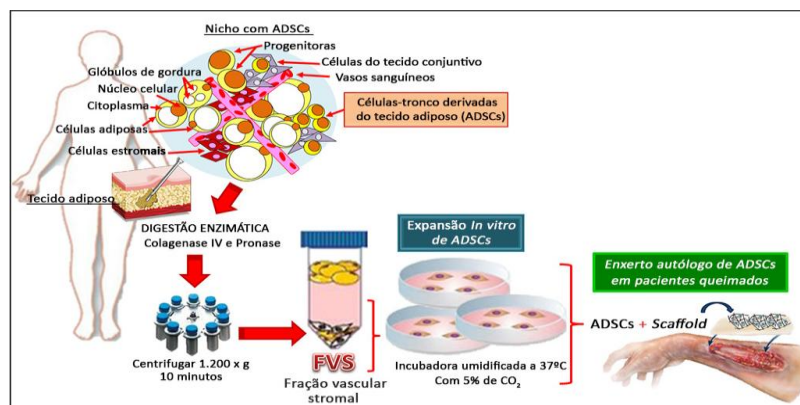 Nicho com ADSCs
Progenitoras
Células do tecido conjuntivo
Vasos sanguíneos
Glóbulos de gordura
Núcleo celular
Citoplasma
Células adiposas
Células estromais
Células-tronco derivadas
do tecido adiposo (ADSCs)
Tecido adiposo
DIGESTÃO ENZIMÁTICA
Colagenase IV e Pronase
Centrifugar 1.200 x g
10 minutos
FVS
Fração vascular
stromal
Expansão In vitro
de ADSCs
Incubadora umidificada a 37ºC
Com 5% de CO₂
Enxerto autólogo de ADSCs
em pacientes queimados
ADSCs + Scaffold